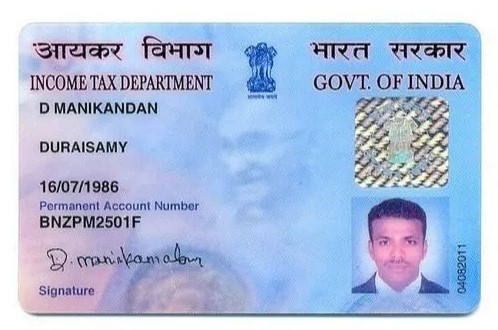 आयकर विभाग
INCOME TAX DEPARTMENT
भारत सरकार
GOVT. OF INDIA
D MANIKANDAN
DURAISAMY
16/07/1986
Permanent Account Number
BNZPM2501F
D. manikandan
Signature
04082011